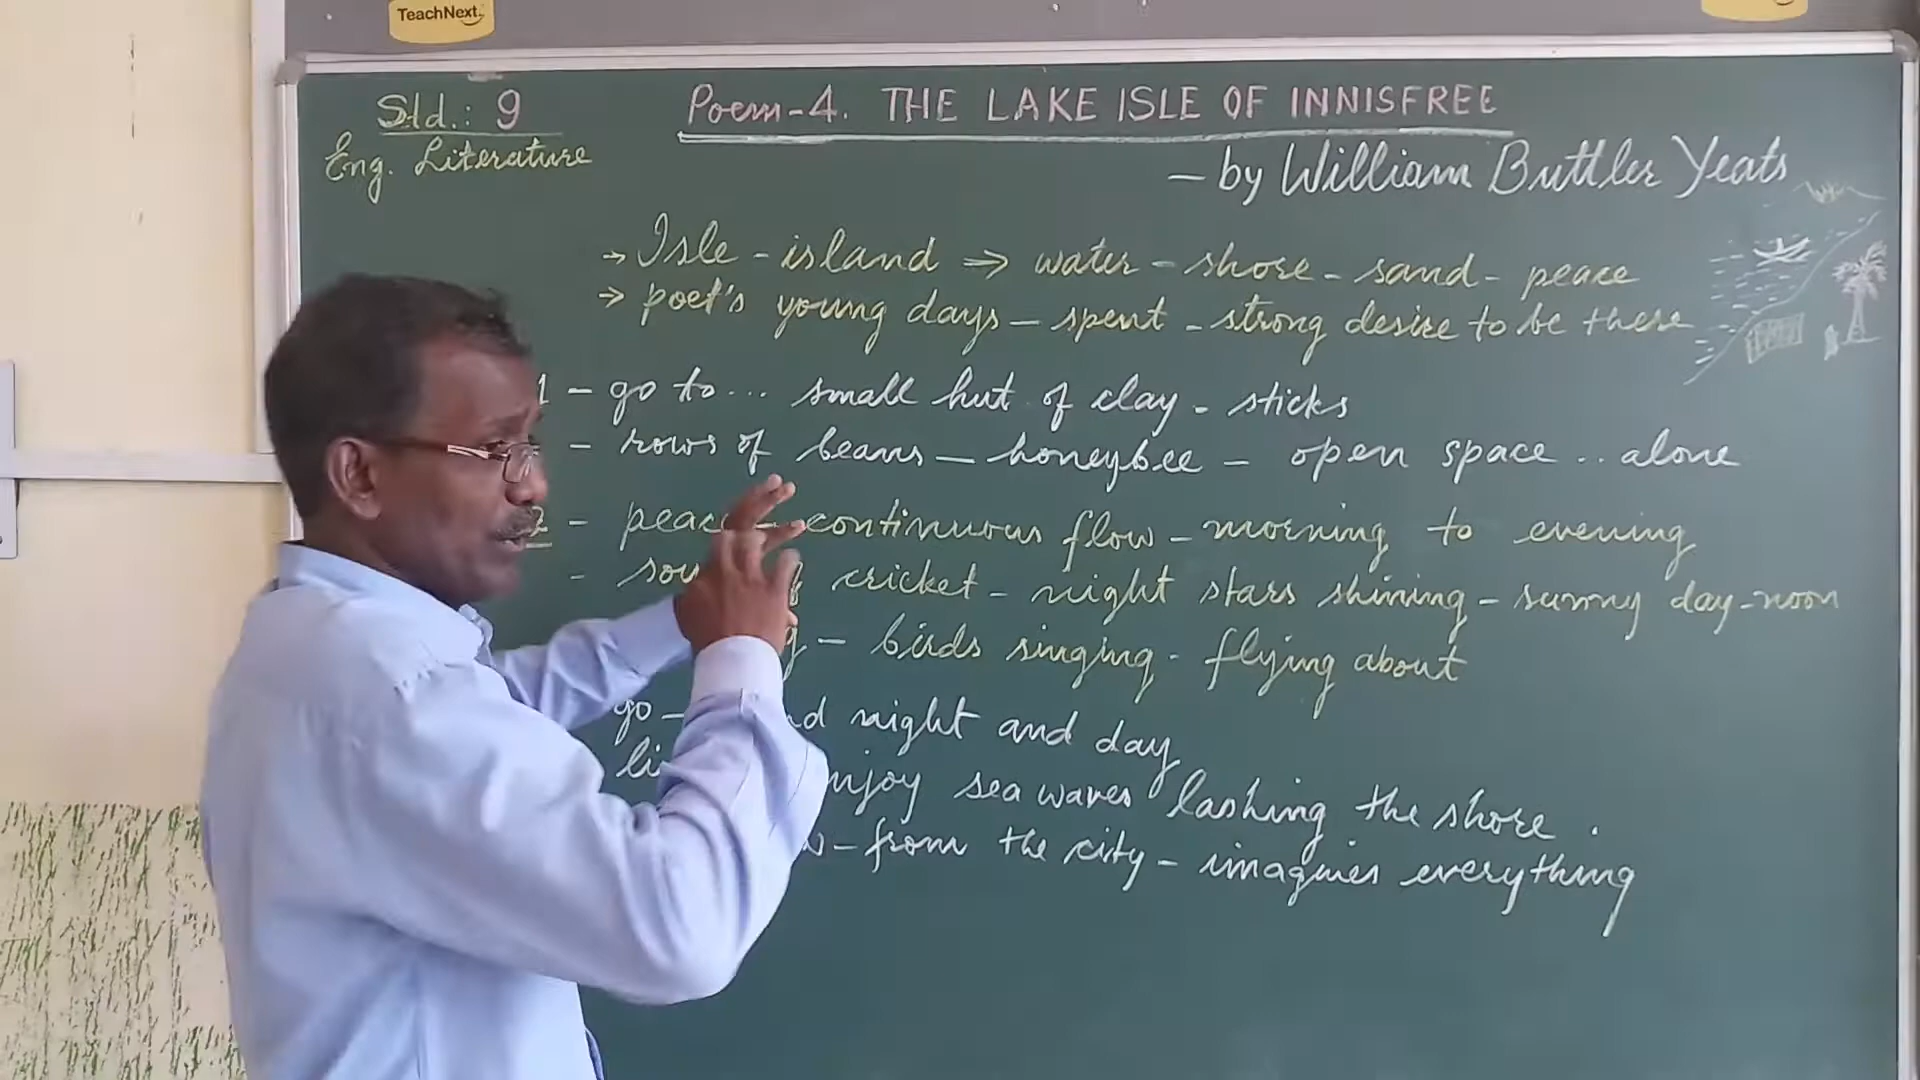 TeachNext
Std.: 9
Eng. Literature
Poem-4. THE LAKE ISLE OF INNISFREE
- by William Buttler Yeats
→ Isle - island ⇒ water - shore - sand - peace
→ poet's young days - spent - strong desire to be there
1 - go to... small hut of clay - sticks
- rows of beans - honeybee - open space .. alone
2 - peace - continuous flow - morning to evening
- cricket - night stars shining - sunny day-noon
- birds singing - flying about
go - night and day
sea waves lashing the shore.
- from the city - imagines everything